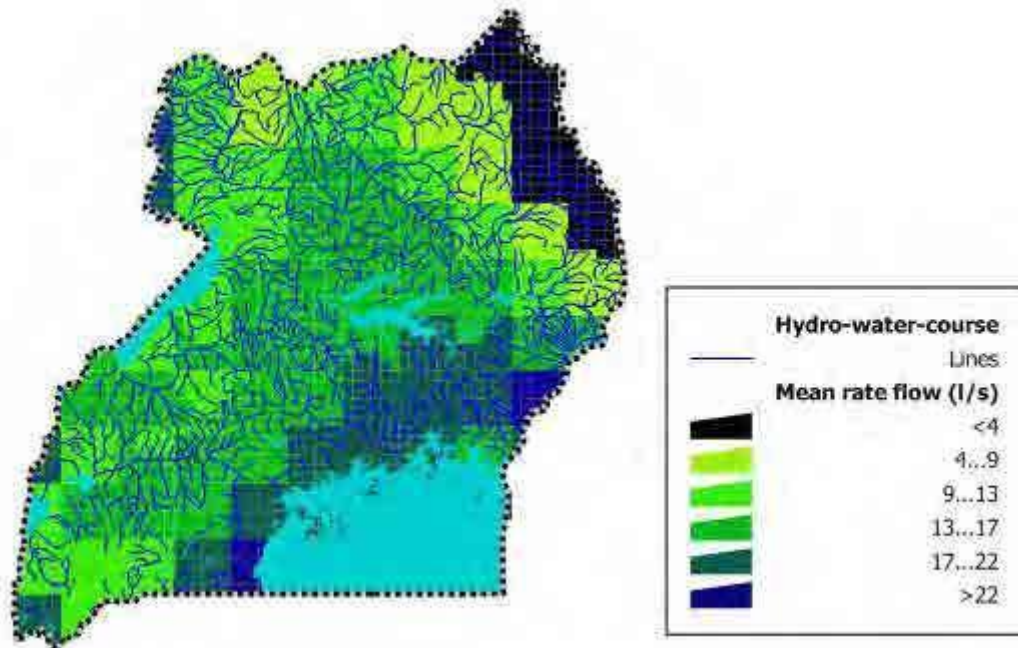 Hydro-water-course
Lines
Mean rate flow (l/s)
<4
4...9
9...13
13...17
17...22
>22